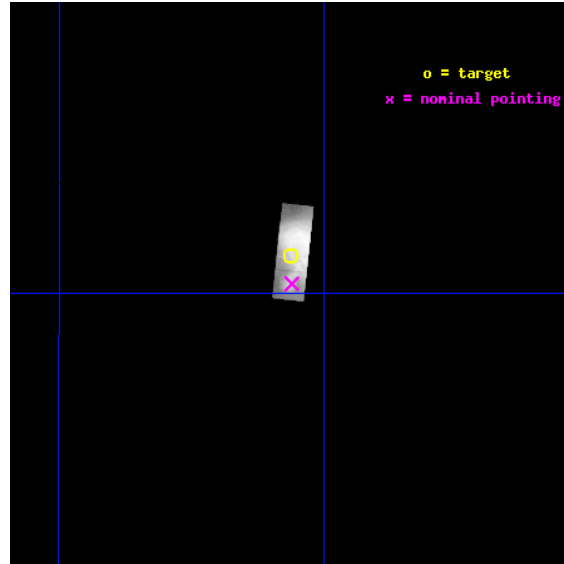 o = target
x = nominal pointing